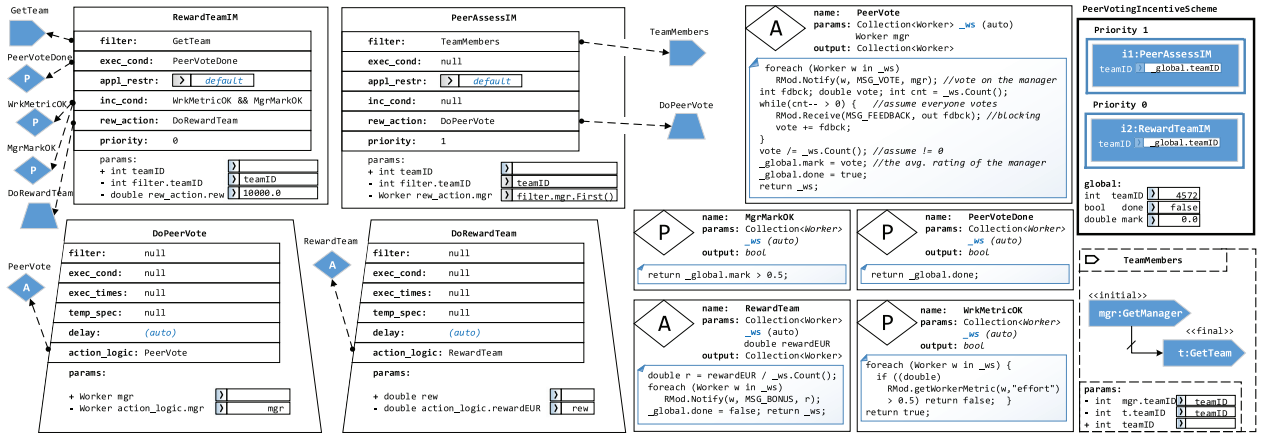 GetTeam
PeerVoteDone
P
WrkMetricOK
P
MgrMarkOK
P
DoRewardTeam
RewardTeamIM
filter: GetTeam
exec_cond: PeerVoteDone
appl_restr: default
inc_cond: WrkMetricOK && MgrMarkOK
rew_action: DoRewardTeam
priority: 0
params:
+ int teamID
- int filter.teamID teamID
- double rew_action.rew 10000.0
PeerAssessIM
filter: TeamMembers
exec_cond: null
appl_restr: default
inc_cond: null
rew_action: DoPeerVote
priority: 1
params:
+ int teamID
- int filter.teamID teamID
- Worker rew_action.mgr filter.mgr.First()
TeamMembers
DoPeerVote
A
name: PeerVote
params: Collection<Worker> _ws (auto)
Worker mgr
output: Collection<Worker>
foreach (Worker w in _ws)
RMod.Notify(w, MSG_VOTE, mgr); //vote on the manager
int fdbck; double vote; int cnt = _ws.Count();
while(cnt-- > 0) { //assume everyone votes
RMod.Receive(MSG_FEEDBACK, out fdbck); //blocking
vote += fdbck;
}
vote /= _ws.Count(); //assume != 0
_global.mark = vote; //the avg. rating of the manager
_global.done = true;
return _ws;
PeerVotingIncentiveScheme
Priority 1
i1:PeerAssessIM
teamID _global.teamID
Priority 0
i2:RewardTeamIM
teamID _global.teamID
global:
int teamID 4572
bool done false
double mark 0.0
PeerVote
A
DoPeerVote
filter: null
exec_cond: null
exec_times: null
temp_spec: null
delay: (auto)
action_logic: PeerVote
params:
+ Worker mgr
- Worker action_logic.mgr mgr
RewardTeam
A
DoRewardTeam
filter: null
exec_cond: null
exec_times: null
temp_spec: null
delay: (auto)
action_logic: RewardTeam
params:
+ double rew
- double action_logic.rewardEUR rew
P
name: MgrMarkOK
params: Collection<Worker>
_ws (auto)
output: bool
return _global.mark > 0.5;
P
name: PeerVoteDone
params: Collection<Worker>
_ws (auto)
output: bool
return _global.done;
A
name: RewardTeam
params: Collection<Worker>
_ws (auto)
double rewardEUR
output: Collection<Worker>
double r = rewardEUR / _ws.Count();
foreach (Worker w in _ws)
RMod.Notify(w, MSG_BONUS, r);
_global.done = false; return _ws;
P
name: WrkMetricOK
params: Collection<Worker>
_ws (auto)
output: bool
foreach (Worker w in _ws) {
if ((double)
RMod.getWorkerMetric(w,"effort")
> 0.5) return false; }
return true;
TeamMembers
<<initial>>
mgr:GetManager
<<final>>
t:GetTeam
params:
- int mgr.teamID teamID
- int t.teamID teamID
+ int teamID